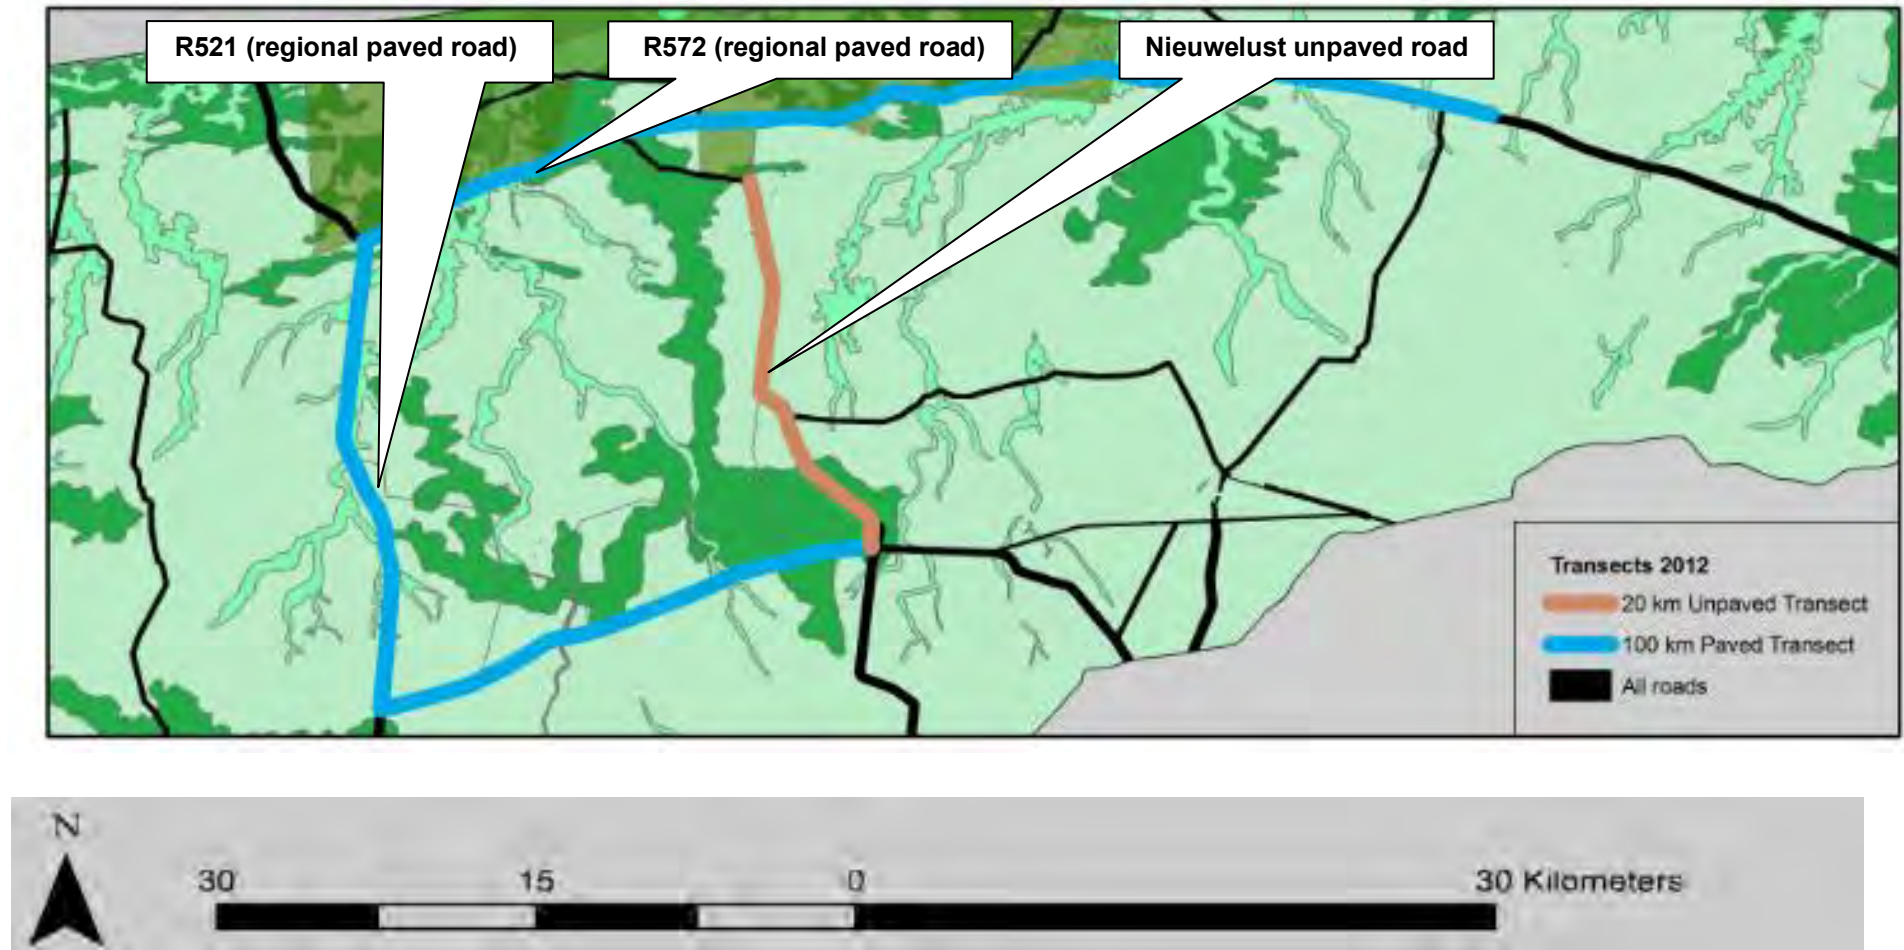 R521 (regional paved road)
R572 (regional paved road)
Nieuwelust unpaved road
Transects 2012
20 km Unpaved Transect
100 km Paved Transect
All roads
N
30 15 0 30 Kilometers